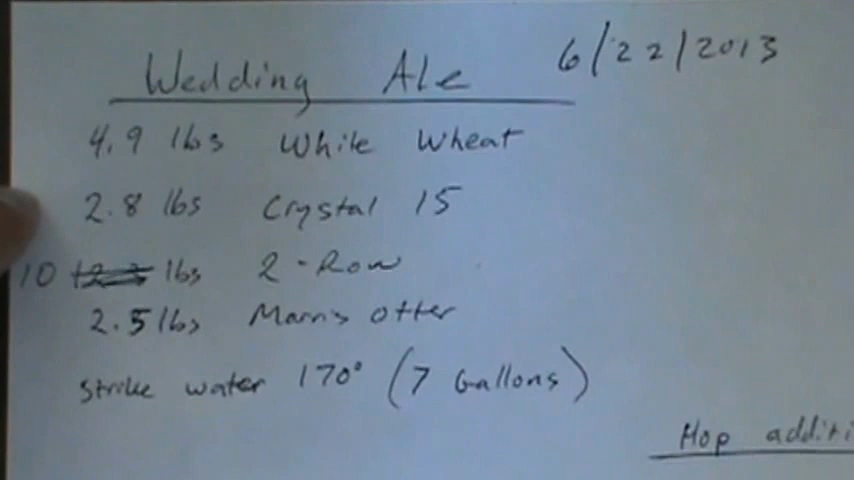 Wedding Ale 6/22/2013
4.9 lbs White Wheat
2.8 lbs Crystal 15
10 lbs 2-Row
2.5 lbs Marris Otter
Strike water 170° (7 Gallons)
Hop additi